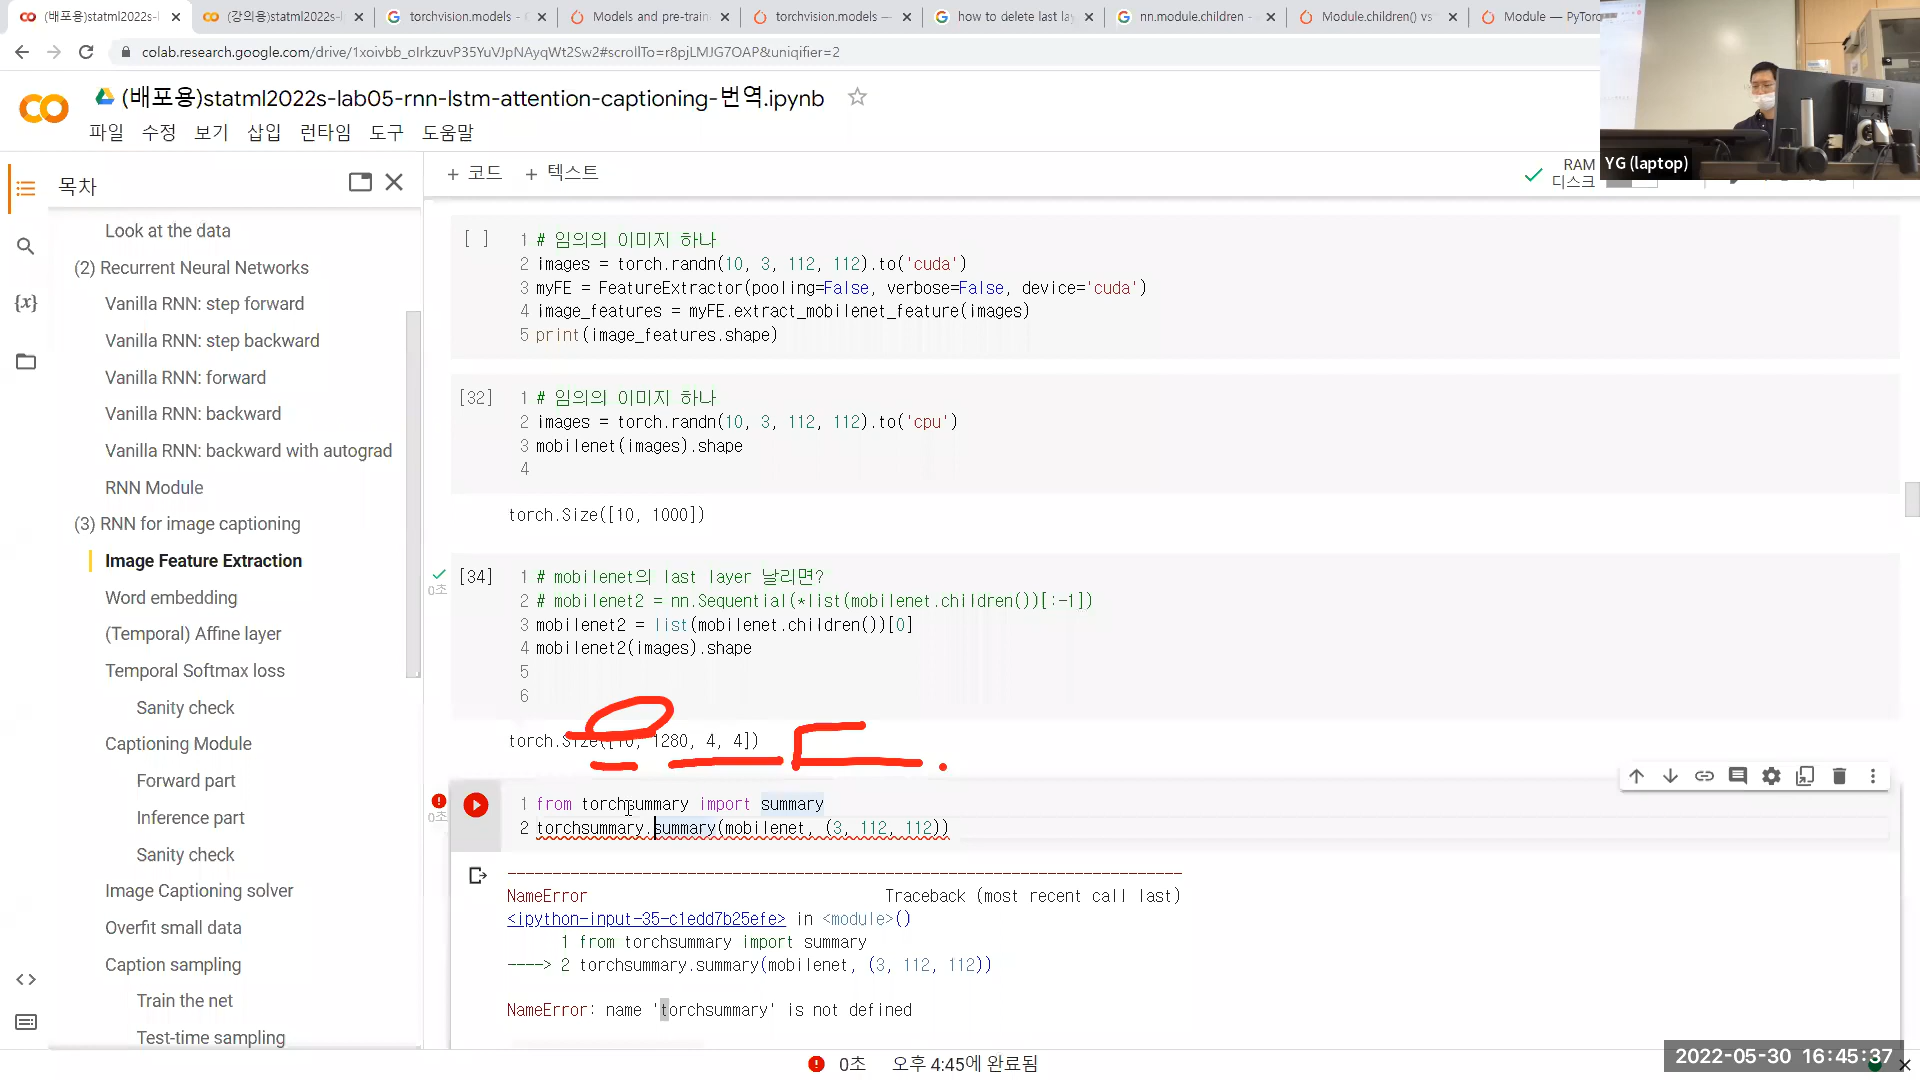 (배포용)statml2022s-l
(강의용)statml2022s-l
torchvision.models -
Models and pre-train
torchvision.models —
how to delete last la
nn.module.children -
Module.children() vs
Module — PyTor
colab.research.google.com/drive/1xoivbb_oIrkzuvP35YuVJpNAyqWt2Sw2#scrollTo=r8pjLMJG7OAP&uniqifier=2
(배포용)statml2022s-lab05-rnn-lstm-attention-captioning-번역.ipynb
파일 수정 보기 삽입 런타임 도구 도움말
YG (laptop)
목차
+ 코드 + 텍스트
RAM
디스크
Look at the data
(2) Recurrent Neural Networks
Vanilla RNN: step forward
Vanilla RNN: step backward
Vanilla RNN: forward
Vanilla RNN: backward
Vanilla RNN: backward with autograd
RNN Module
(3) RNN for image captioning
Image Feature Extraction
Word embedding
(Temporal) Affine layer
Temporal Softmax loss
Sanity check
Captioning Module
Forward part
Inference part
Sanity check
Image Captioning solver
Overfit small data
Caption sampling
Train the net
Test-time sampling
[ ]
1 # 임의의 이미지 하나
2 images = torch.randn(10, 3, 112, 112).to('cuda')
3 myFE = FeatureExtractor(pooling=False, verbose=False, device='cuda')
4 image_features = myFE.extract_mobilenet_feature(images)
5 print(image_features.shape)
[32]
1 # 임의의 이미지 하나
2 images = torch.randn(10, 3, 112, 112).to('cpu')
3 mobilenet(images).shape
4
torch.Size([10, 1000])
[34]
0초
1 # mobilenet의 last layer 날리면?
2 # mobilenet2 = nn.Sequential(*list(mobilenet.children())[:-1])
3 mobilenet2 = list(mobilenet.children())[0]
4 mobilenet2(images).shape
5
6
torch.Size([10, 1280, 4, 4])
0초
1 from torchsummary import summary
2 torchsummary.summary(mobilenet, (3, 112, 112))
NameError Traceback (most recent call last)
<ipython-input-35-c1edd7b25efe> in <module>()
1 from torchsummary import summary
----> 2 torchsummary.summary(mobilenet, (3, 112, 112))
NameError: name 'torchsummary' is not defined
0초 오후 4:45에 완료됨
2022-05-30 16:45:37